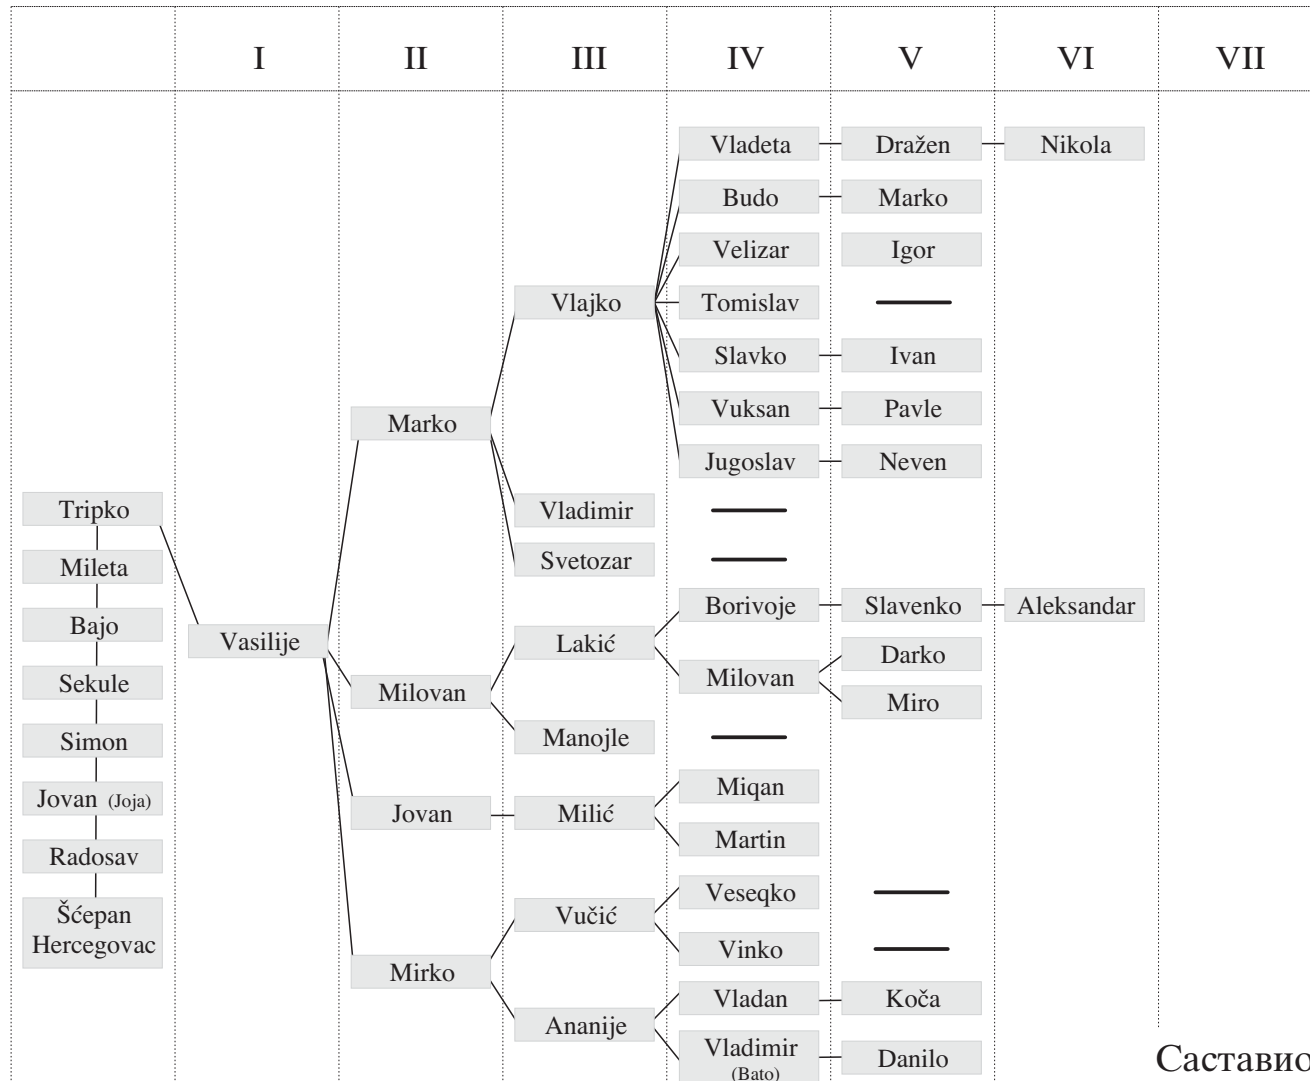 I II III IV V VI VII
Vladeta Dražen Nikola
Budo Marko
Velizar Igor
Vlajko Tomislav
Slavko Ivan
Marko Vuksan Pavle
Jugoslav Neven
Tripko Vladimir
Mileta Svetozar
Bajo Borivoje Slavenko Aleksandar
Vasilije Lakić Darko
Sekule Milovan Milovan Miro
Simon Manojle
Jovan (Joja) Miqan
Jovan Milić
Radosav Martin
Šćepan Veseqko
Hercegovac Vučić
Vinko
Mirko Vladan Koča
Ananije
Vladimir Danilo
(Bato)
Саставио